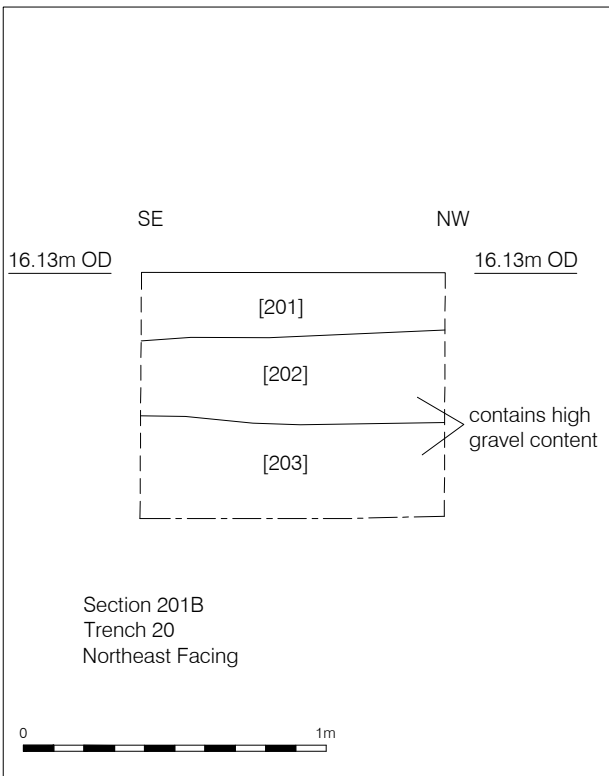 SE
NW
16.13m OD
16.13m OD
[201]
[202]
contains high
gravel content
[203]
Section 201B
Trench 20
Northeast Facing
0
1m